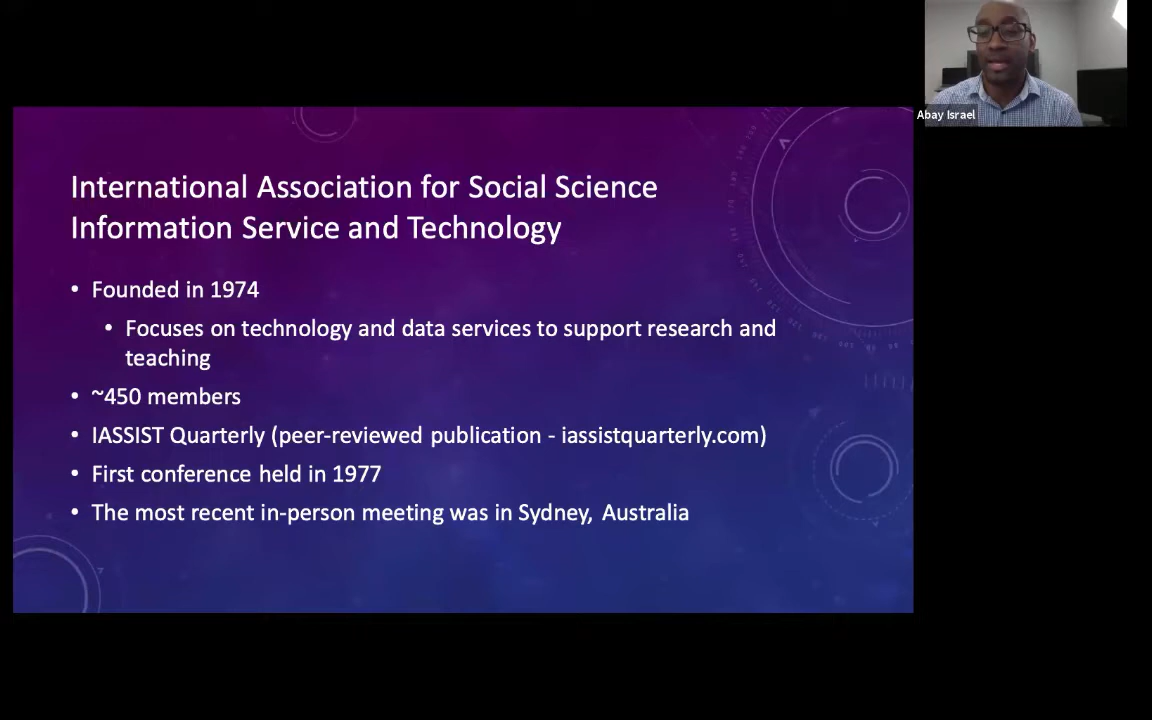 Abay Israel
International Association for Social Science
Information Service and Technology
• Founded in 1974
• Focuses on technology and data services to support research and
teaching
• ~450 members
• IASSIST Quarterly (peer-reviewed publication - iassistquarterly.com)
• First conference held in 1977
• The most recent in-person meeting was in Sydney, Australia